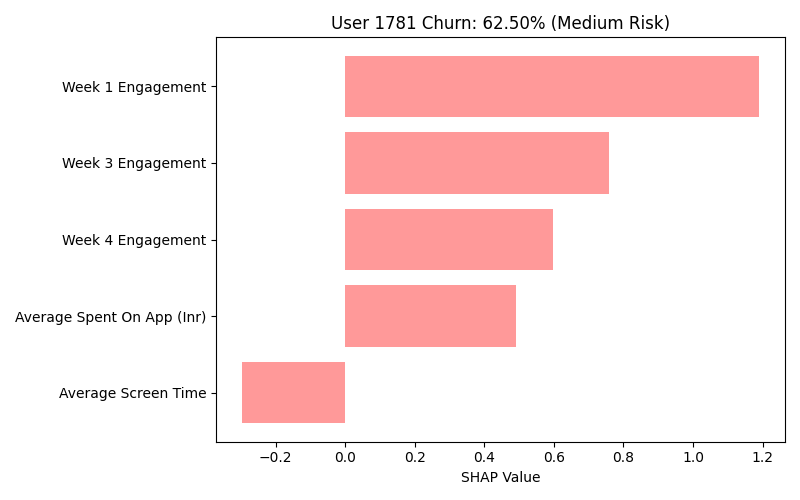 User 1781 Churn: 62.50% (Medium Risk)
Week 1 Engagement
Week 3 Engagement
Week 4 Engagement
Average Spent On App (Inr)
Average Screen Time
−0.2 0.0 0.2 0.4 0.6 0.8 1.0 1.2
SHAP Value